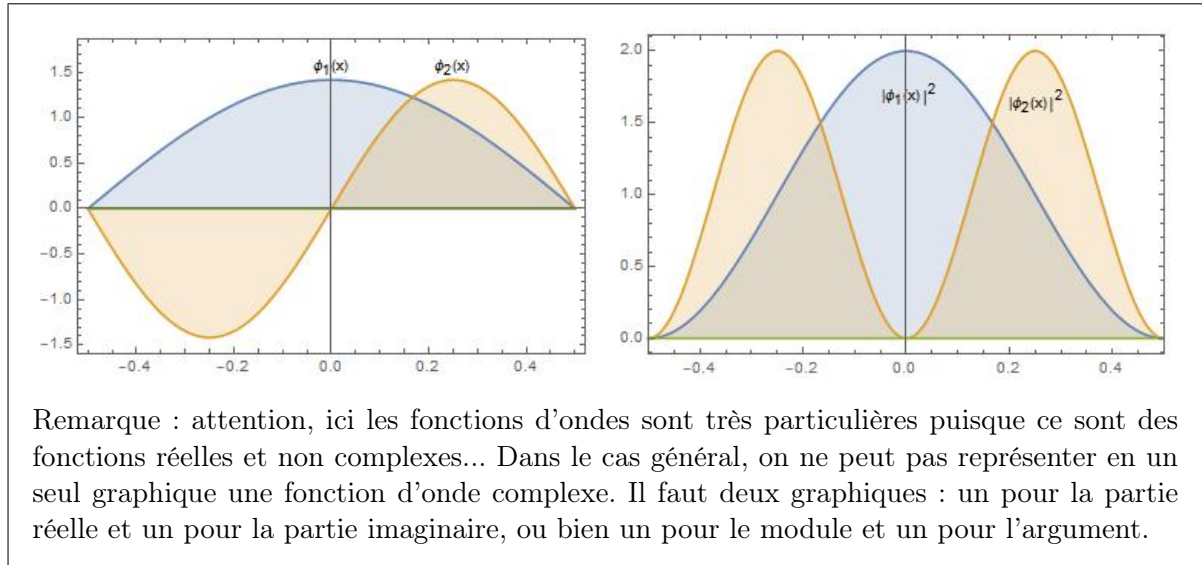 ϕ₁(x) ϕ₂(x)
1.5
1.0
0.5
0.0
−0.5
−1.0
−1.5
−0.4 −0.2 0.0 0.2 0.4
2.0
|ϕ₁(x)|² |ϕ₂(x)|²
1.5
1.0
0.5
0.0
−0.4 −0.2 0.0 0.2 0.4
Remarque : attention, ici les fonctions d'ondes sont très particulières puisque ce sont des
fonctions réelles et non complexes... Dans le cas général, on ne peut pas représenter en un
seul graphique une fonction d'onde complexe. Il faut deux graphiques : un pour la partie
réelle et un pour la partie imaginaire, ou bien un pour le module et un pour l'argument.